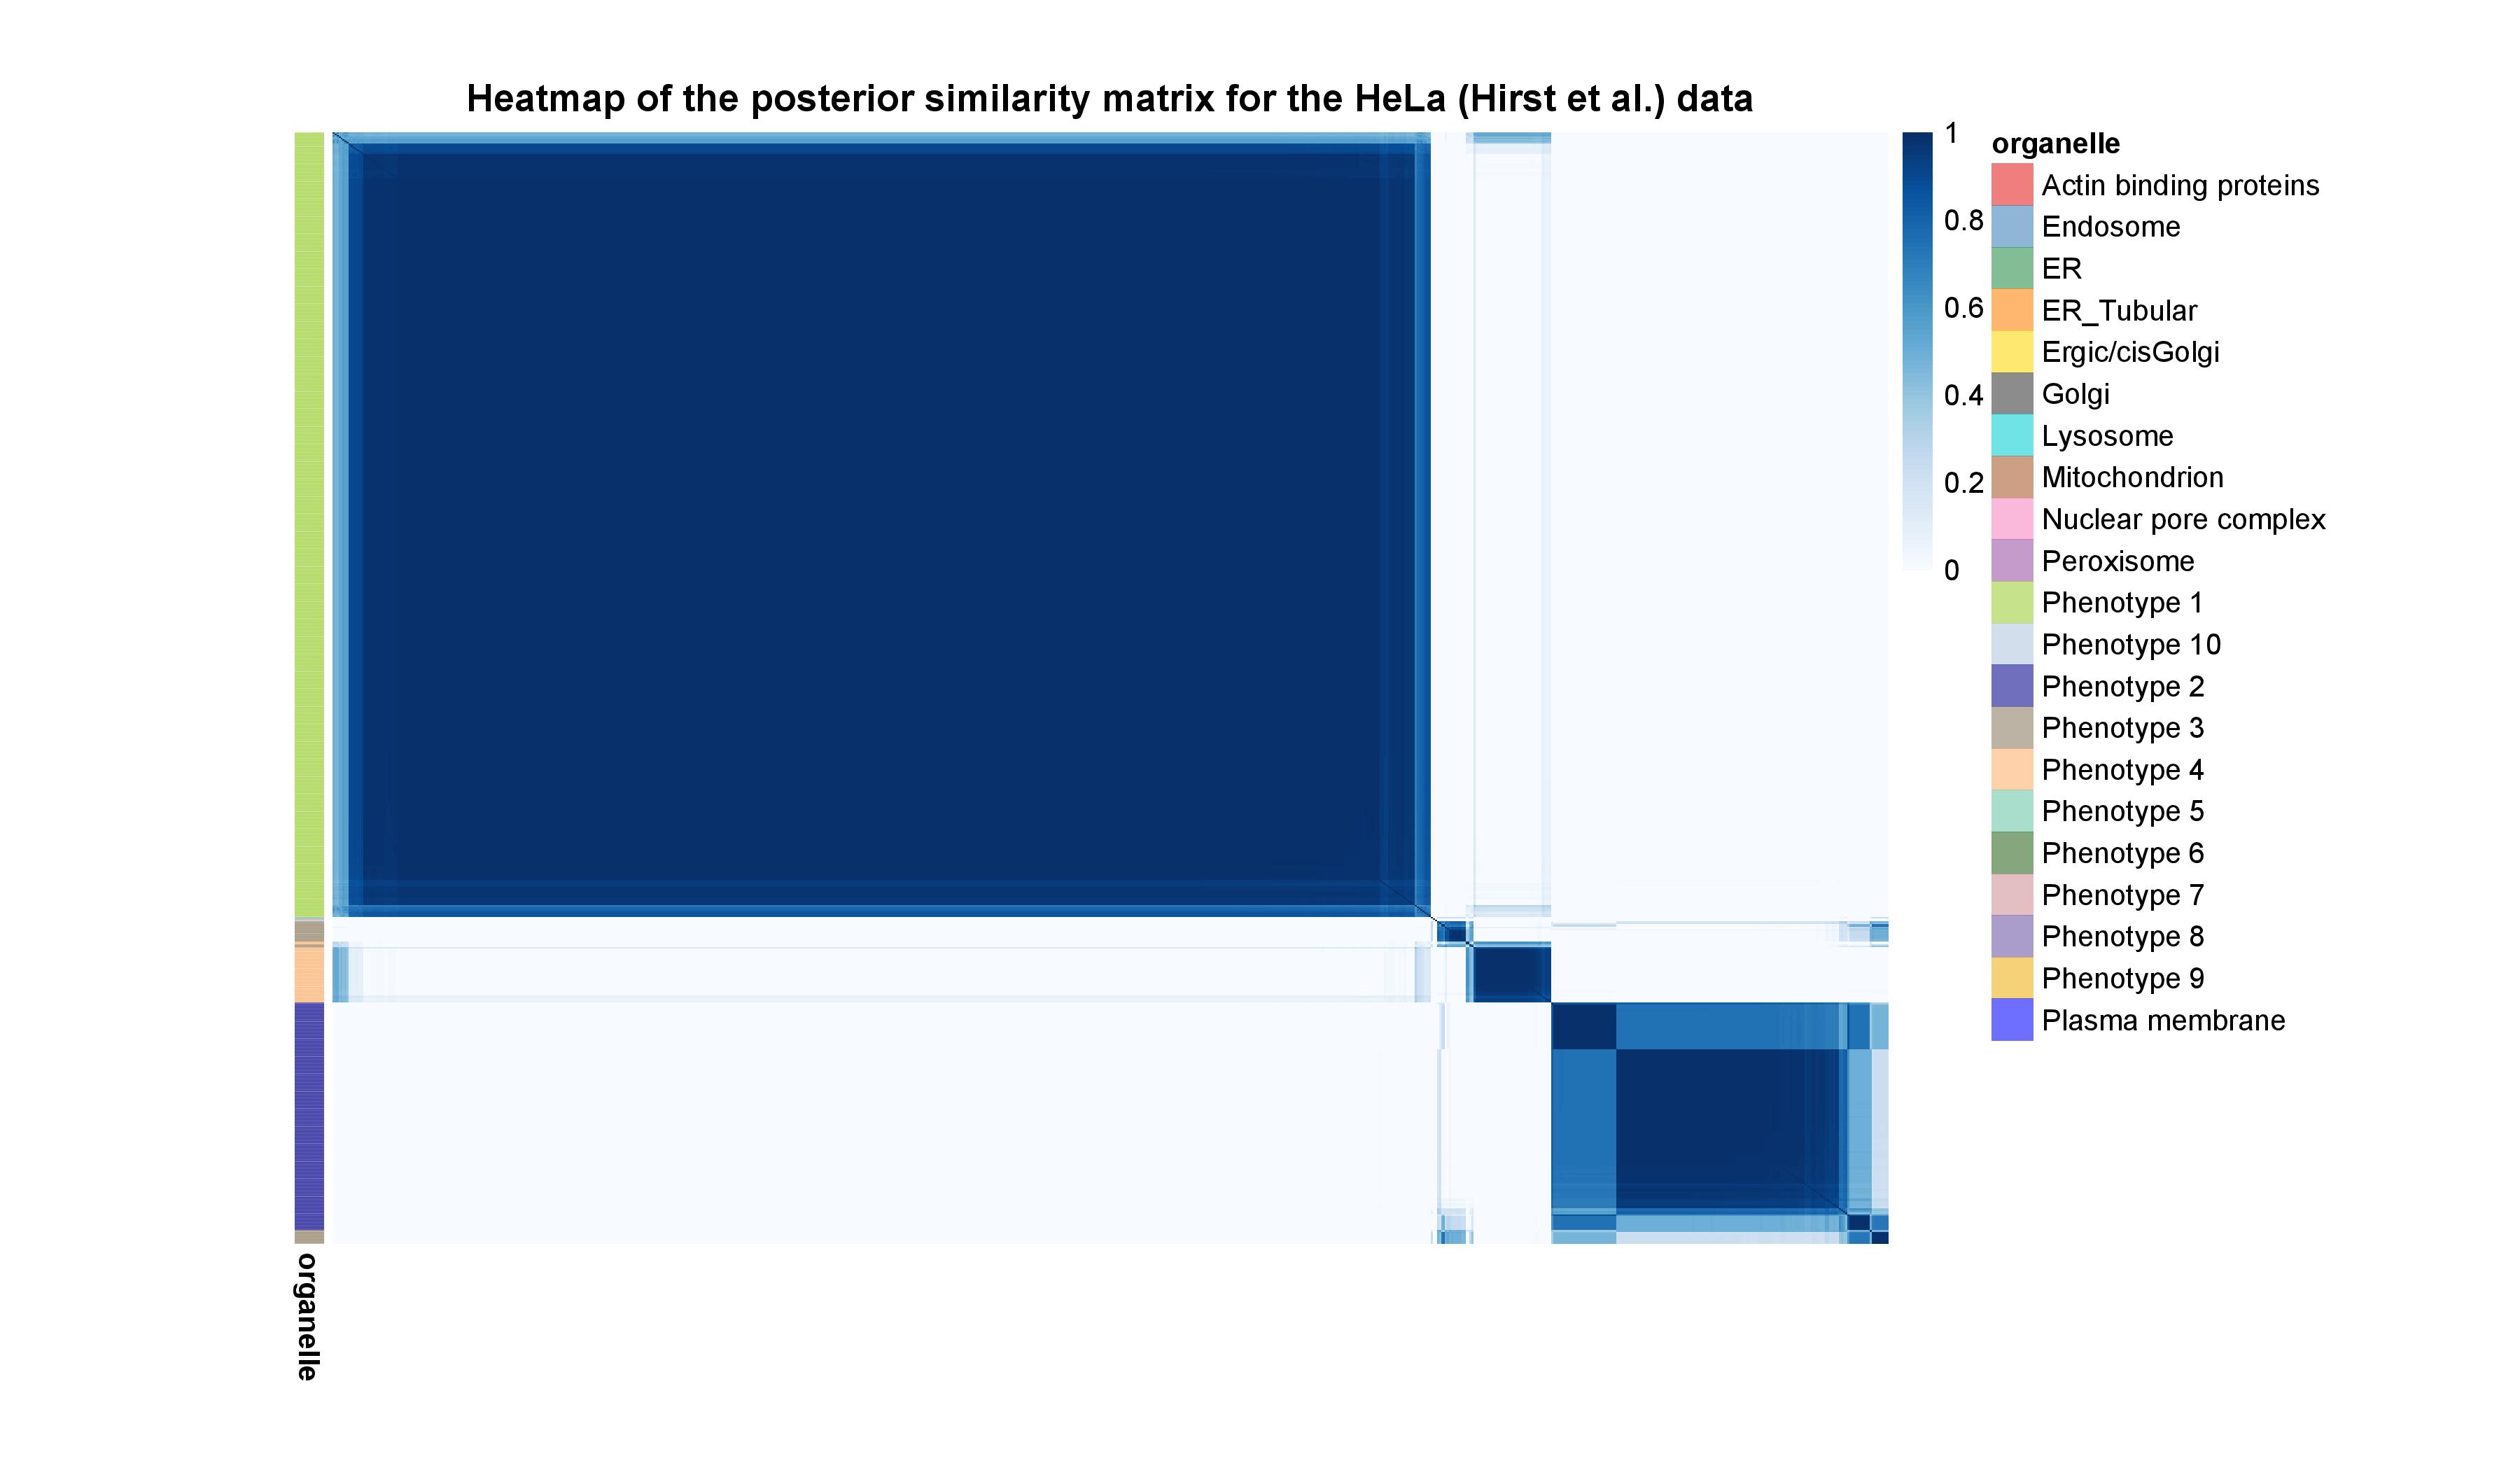 Heatmap of the posterior similarity matrix for the HeLa (Hirst et al.) data
1
0.8
0.6
0.4
0.2
0
organelle
Actin binding proteins
Endosome
ER
ER_Tubular
Ergic/cisGolgi
Golgi
Lysosome
Mitochondrion
Nuclear pore complex
Peroxisome
Phenotype 1
Phenotype 10
Phenotype 2
Phenotype 3
Phenotype 4
Phenotype 5
Phenotype 6
Phenotype 7
Phenotype 8
Phenotype 9
Plasma membrane
organelle